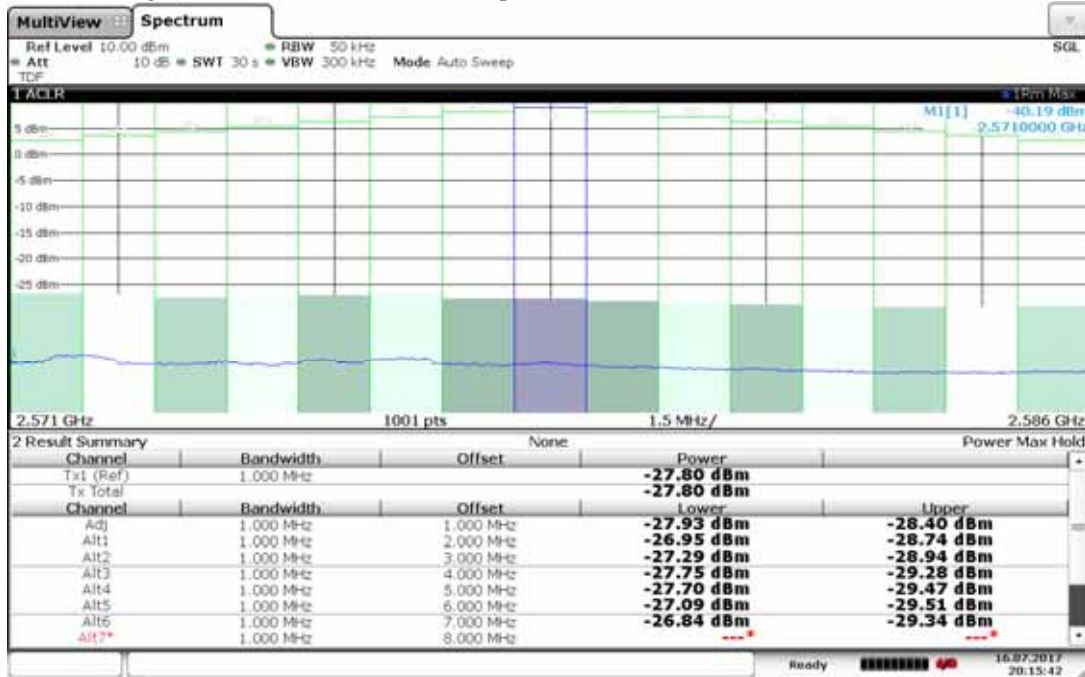 MultiView Spectrum
Ref Level 10.00 dBm RBW 50 kHz SGL
Att 10 dB SWT 30 s VBW 300 kHz Mode Auto Sweep
TDF
1 ACLR 1Rm Max
M1[1] -40.19 dBm
2.5710000 GHz
5 dBm
0 dBm
-5 dBm
-10 dBm
-15 dBm
-20 dBm
-25 dBm
2.571 GHz 1001 pts 1.5 MHz/ 2.586 GHz
2 Result Summary None Power Max Hold
Channel Bandwidth Offset Power
Tx1 (Ref) 1.000 MHz -27.80 dBm
Tx Total -27.80 dBm
Channel Bandwidth Offset Lower Upper
Adj 1.000 MHz 1.000 MHz -27.93 dBm -28.40 dBm
Alt1 1.000 MHz 2.000 MHz -26.95 dBm -28.74 dBm
Alt2 1.000 MHz 3.000 MHz -27.29 dBm -28.94 dBm
Alt3 1.000 MHz 4.000 MHz -27.75 dBm -29.28 dBm
Alt4 1.000 MHz 5.000 MHz -27.70 dBm -29.47 dBm
Alt5 1.000 MHz 6.000 MHz -27.09 dBm -29.51 dBm
Alt6 1.000 MHz 7.000 MHz -26.84 dBm -29.34 dBm
Alt7* 1.000 MHz 8.000 MHz ---* ---*
Ready 16.07.2017
20:15:42